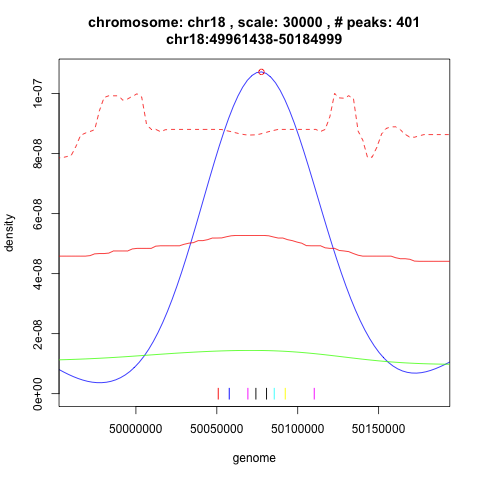 chromosome: chr18 , scale: 30000 , # peaks: 401
chr18:49961438-50184999
1e-07
8e-08
6e-08
4e-08
2e-08
0e+00
density
50000000 50050000 50100000 50150000
genome